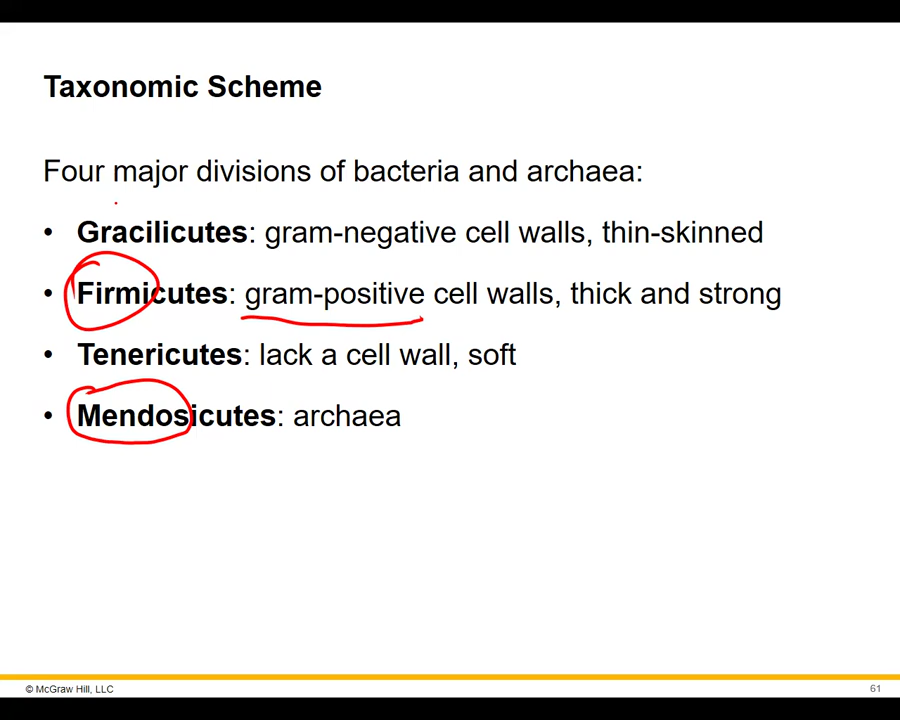 Taxonomic Scheme
Four major divisions of bacteria and archaea:
• Gracilicutes: gram-negative cell walls, thin-skinned
• Firmicutes: gram-positive cell walls, thick and strong
• Tenericutes: lack a cell wall, soft
• Mendosicutes: archaea
© McGraw Hill, LLC
61